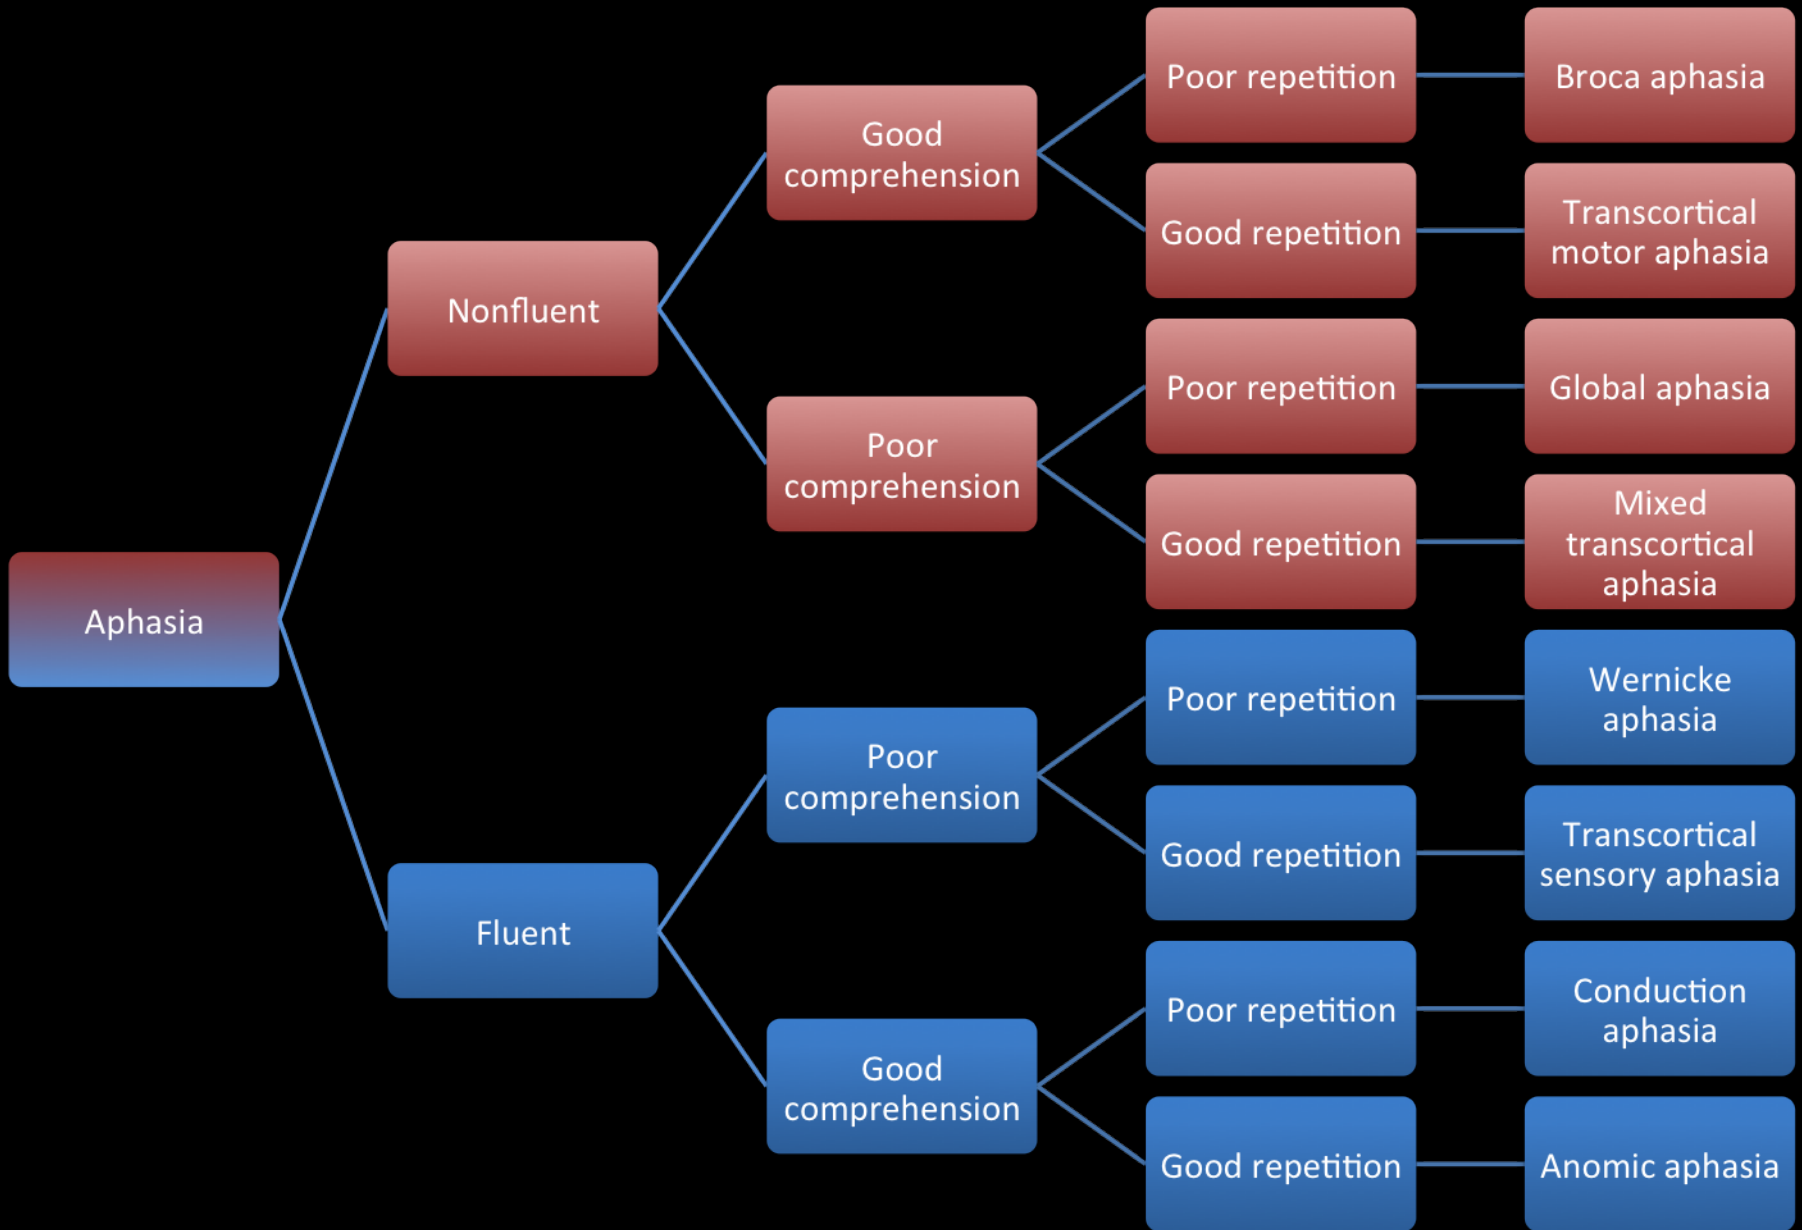 Aphasia
Nonfluent
Good
comprehension
Poor repetition
Broca aphasia
Good repetition
Transcortical
motor aphasia
Poor
comprehension
Poor repetition
Global aphasia
Good repetition
Mixed
transcortical
aphasia
Fluent
Poor
comprehension
Poor repetition
Wernicke
aphasia
Good repetition
Transcortical
sensory aphasia
Good
comprehension
Poor repetition
Conduction
aphasia
Good repetition
Anomic aphasia